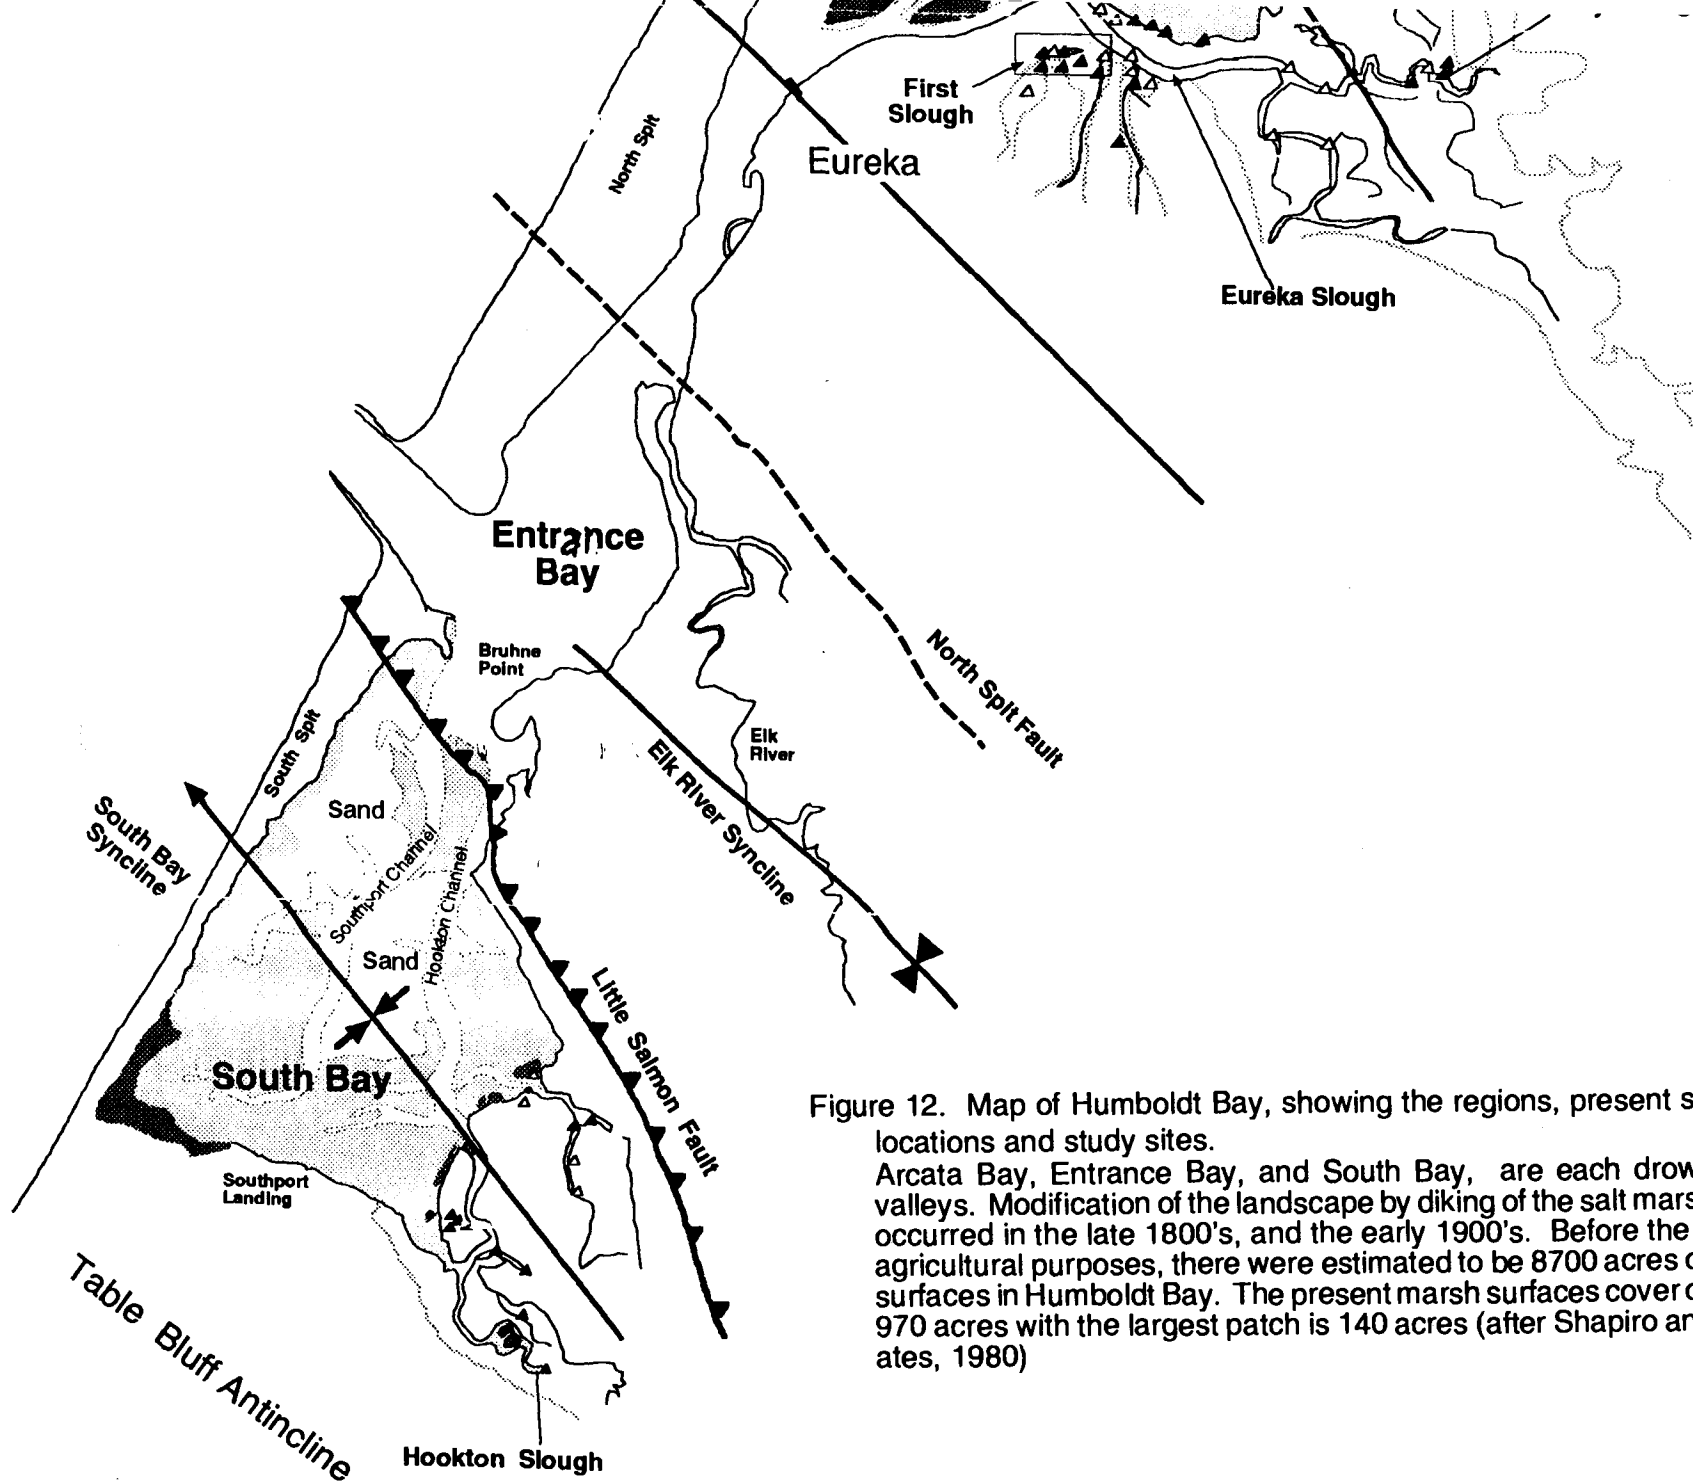 North Spit
First
Slough
Eureka
Eureka Slough
Entrance
Bay
Bruhne
Point
North Spit Fault
Elk
River
Elk River Syncline
South Spit
Sand
South Bay
Syncline
Southport Channel
Hookton Channel
Sand
Little Salmon Fault
South Bay
Southport
Landing
Table Bluff Antincline
Hookton Slough
Figure 12. Map of Humboldt Bay, showing the regions, present s
locations and study sites.
Arcata Bay, Entrance Bay, and South Bay, are each drow
valleys. Modification of the landscape by diking of the salt mars
occurred in the late 1800's, and the early 1900's. Before the
agricultural purposes, there were estimated to be 8700 acres o
surfaces in Humboldt Bay. The present marsh surfaces cover o
970 acres with the largest patch is 140 acres (after Shapiro an
ates, 1980)